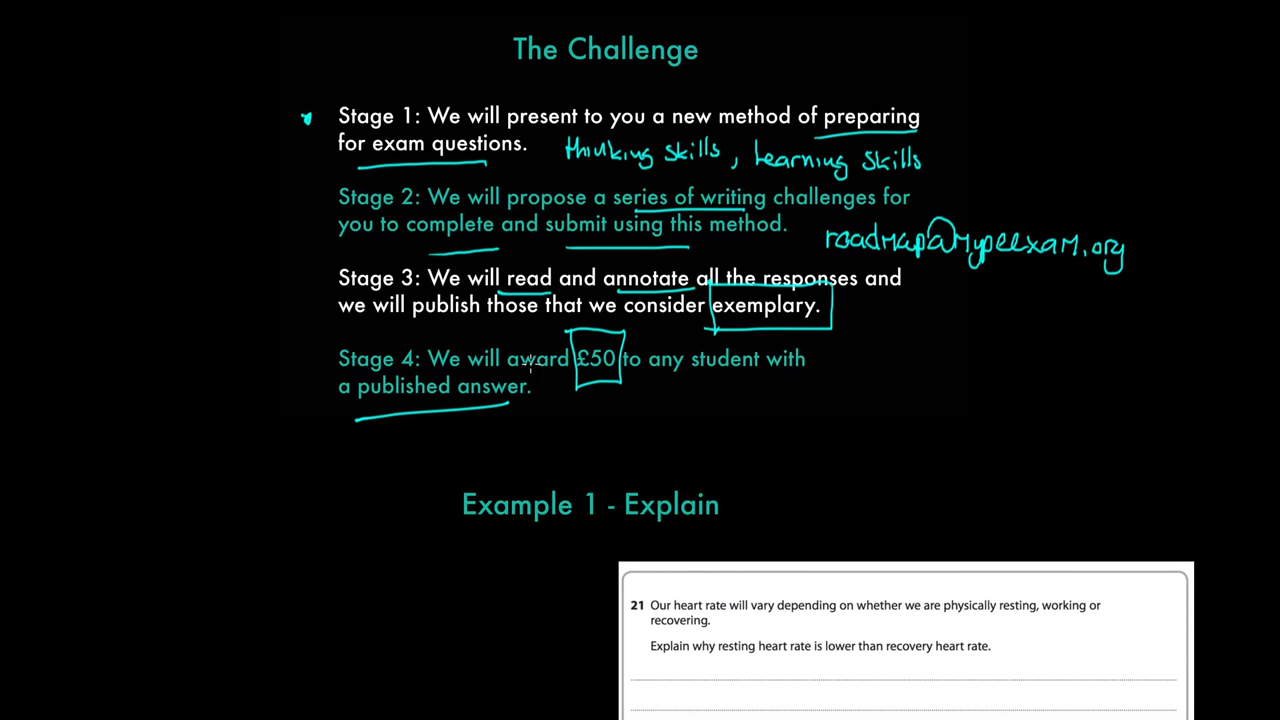 The Challenge
Stage 1: We will present to you a new method of preparing
for exam questions.
thinking skills, Learning skills
Stage 2: We will propose a series of writing challenges for
you to complete and submit using this method.
roadmap@mypeexam.org
Stage 3: We will read and annotate all the responses and
we will publish those that we consider exemplary.
Stage 4: We will award £50 to any student with
a published answer.
Example 1 - Explain
21 Our heart rate will vary depending on whether we are physically resting, working or
recovering.
Explain why resting heart rate is lower than recovery heart rate.